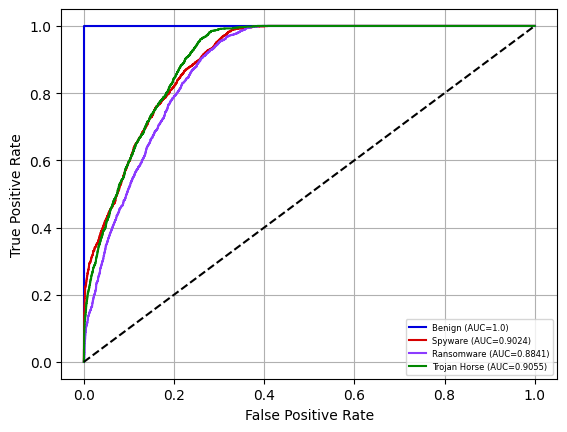 1.0
0.8
0.6
0.4
0.2
0.0
True Positive Rate
Benign (AUC=1.0)
Spyware (AUC=0.9024)
Ransomware (AUC=0.8841)
Trojan Horse (AUC=0.9055)
0.0 0.2 0.4 0.6 0.8 1.0
False Positive Rate